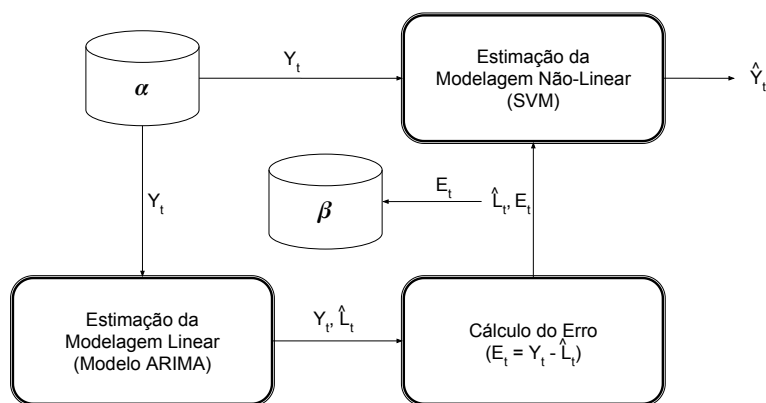 α
Y_t
Estimação da
Modelagem Não-Linear
(SVM)
Ŷ_t
Y_t
β
E_t
L̂_t, E_t
Estimação da
Modelagem Linear
(Modelo ARIMA)
Y_t, L̂_t
Cálculo do Erro
(E_t = Y_t - L̂_t)